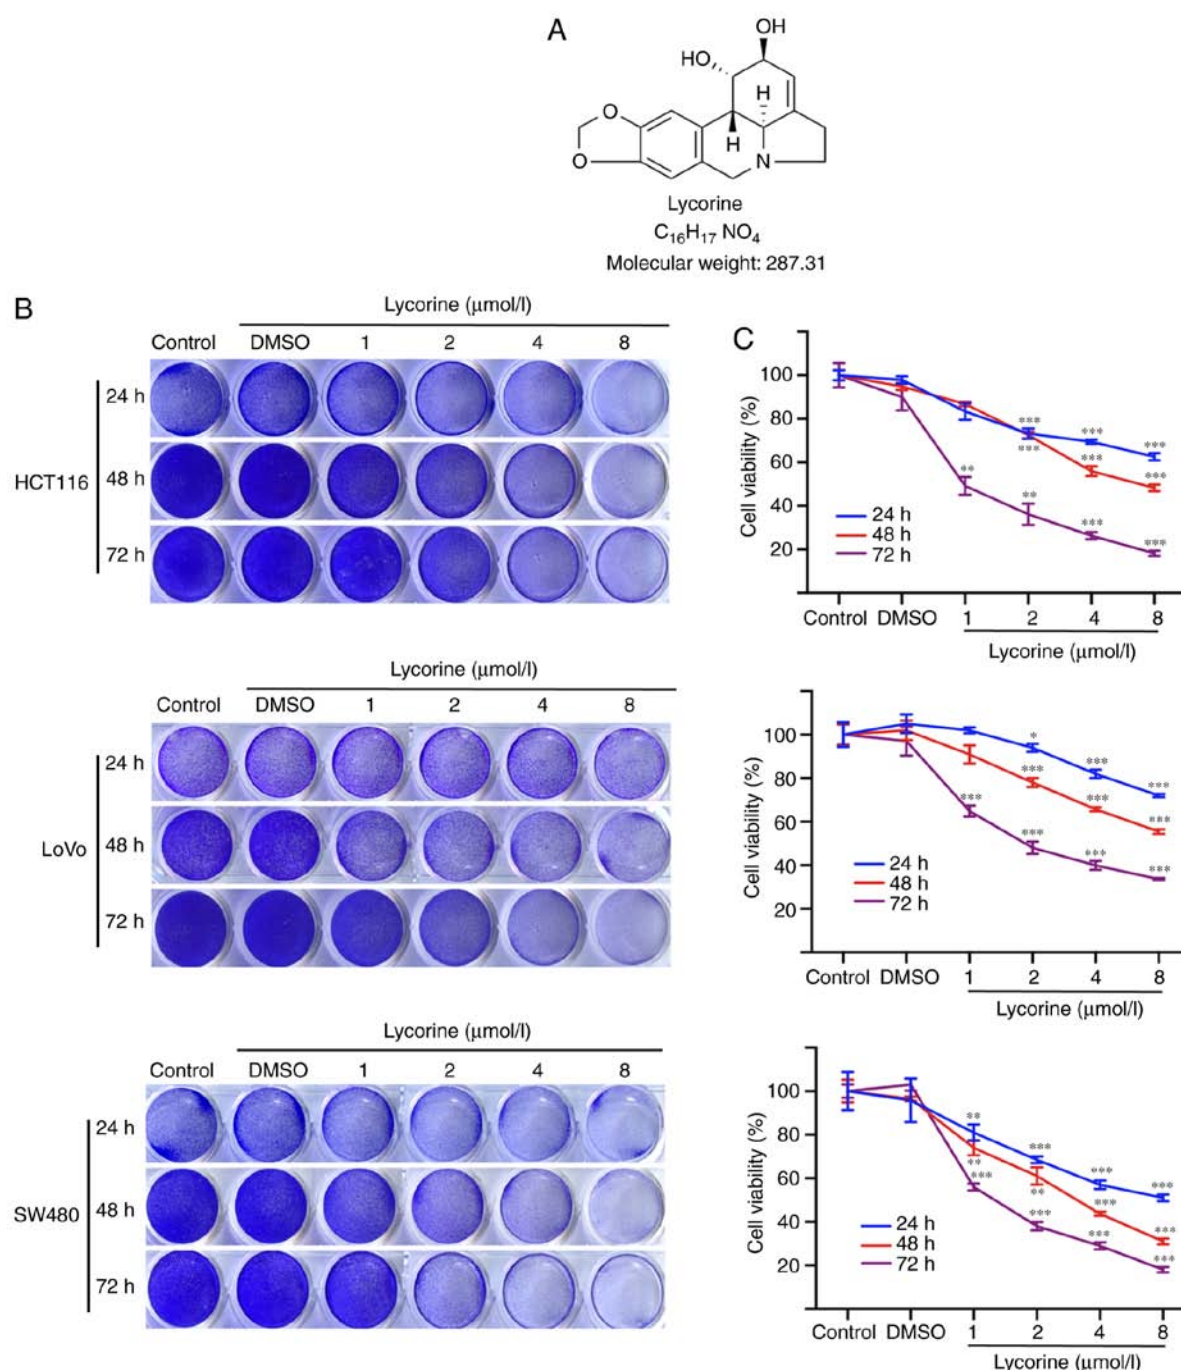 A
OH
HO
H
H
N
O
O
Lycorine
C₁₆H₁₇ NO₄
Molecular weight: 287.31
B
Lycorine (μmol/l)
Control DMSO 1 2 4 8
HCT116
24 h
48 h
72 h
Lycorine (μmol/l)
Control DMSO 1 2 4 8
LoVo
24 h
48 h
72 h
Lycorine (μmol/l)
Control DMSO 1 2 4 8
SW480
24 h
48 h
72 h
C
Cell viability (%)
100
80
60
40
20
*** *** ***
*** *** ***
** ** *** ***
24 h
48 h
72 h
Control DMSO 1 2 4 8
Lycorine (μmol/l)
Cell viability (%)
100
80
60
40
20
* *** ***
*** *** ***
*** *** *** ***
24 h
48 h
72 h
Control DMSO 1 2 4 8
Lycorine (μmol/l)
Cell viability (%)
100
80
60
40
20
** *** *** ***
** ** *** ***
*** *** *** ***
24 h
48 h
72 h
Control DMSO 1 2 4 8
Lycorine (μmol/l)